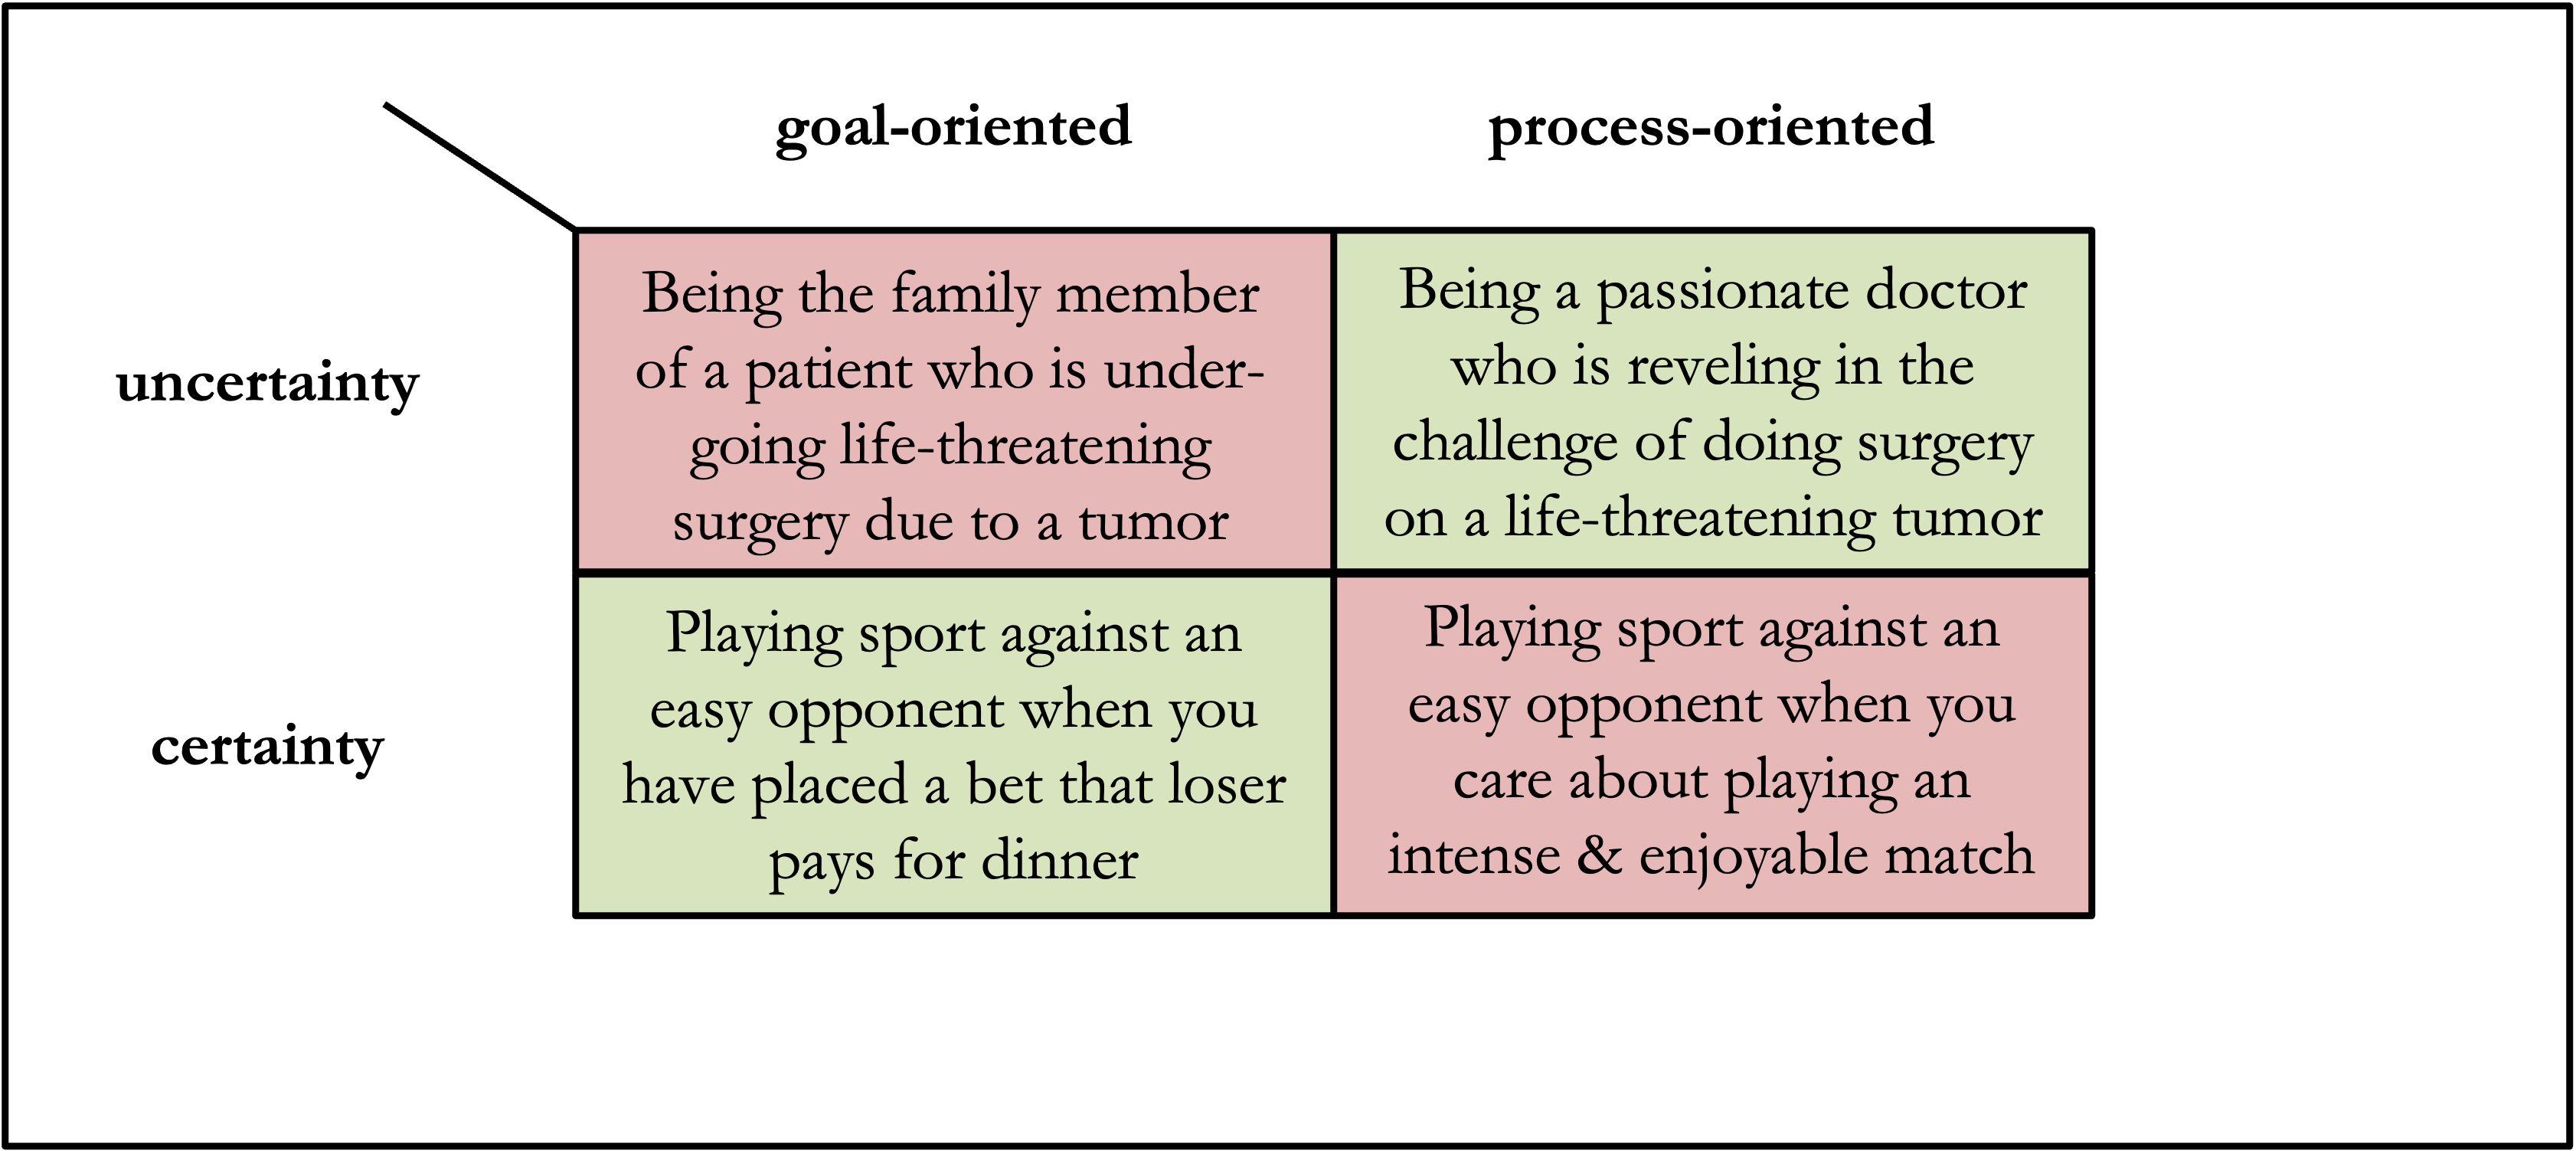 goal-oriented
process-oriented
uncertainty
Being the family member
of a patient who is under-
going life-threatening
surgery due to a tumor
Being a passionate doctor
who is reveling in the
challenge of doing surgery
on a life-threatening tumor
certainty
Playing sport against an
easy opponent when you
have placed a bet that loser
pays for dinner
Playing sport against an
easy opponent when you
care about playing an
intense & enjoyable match